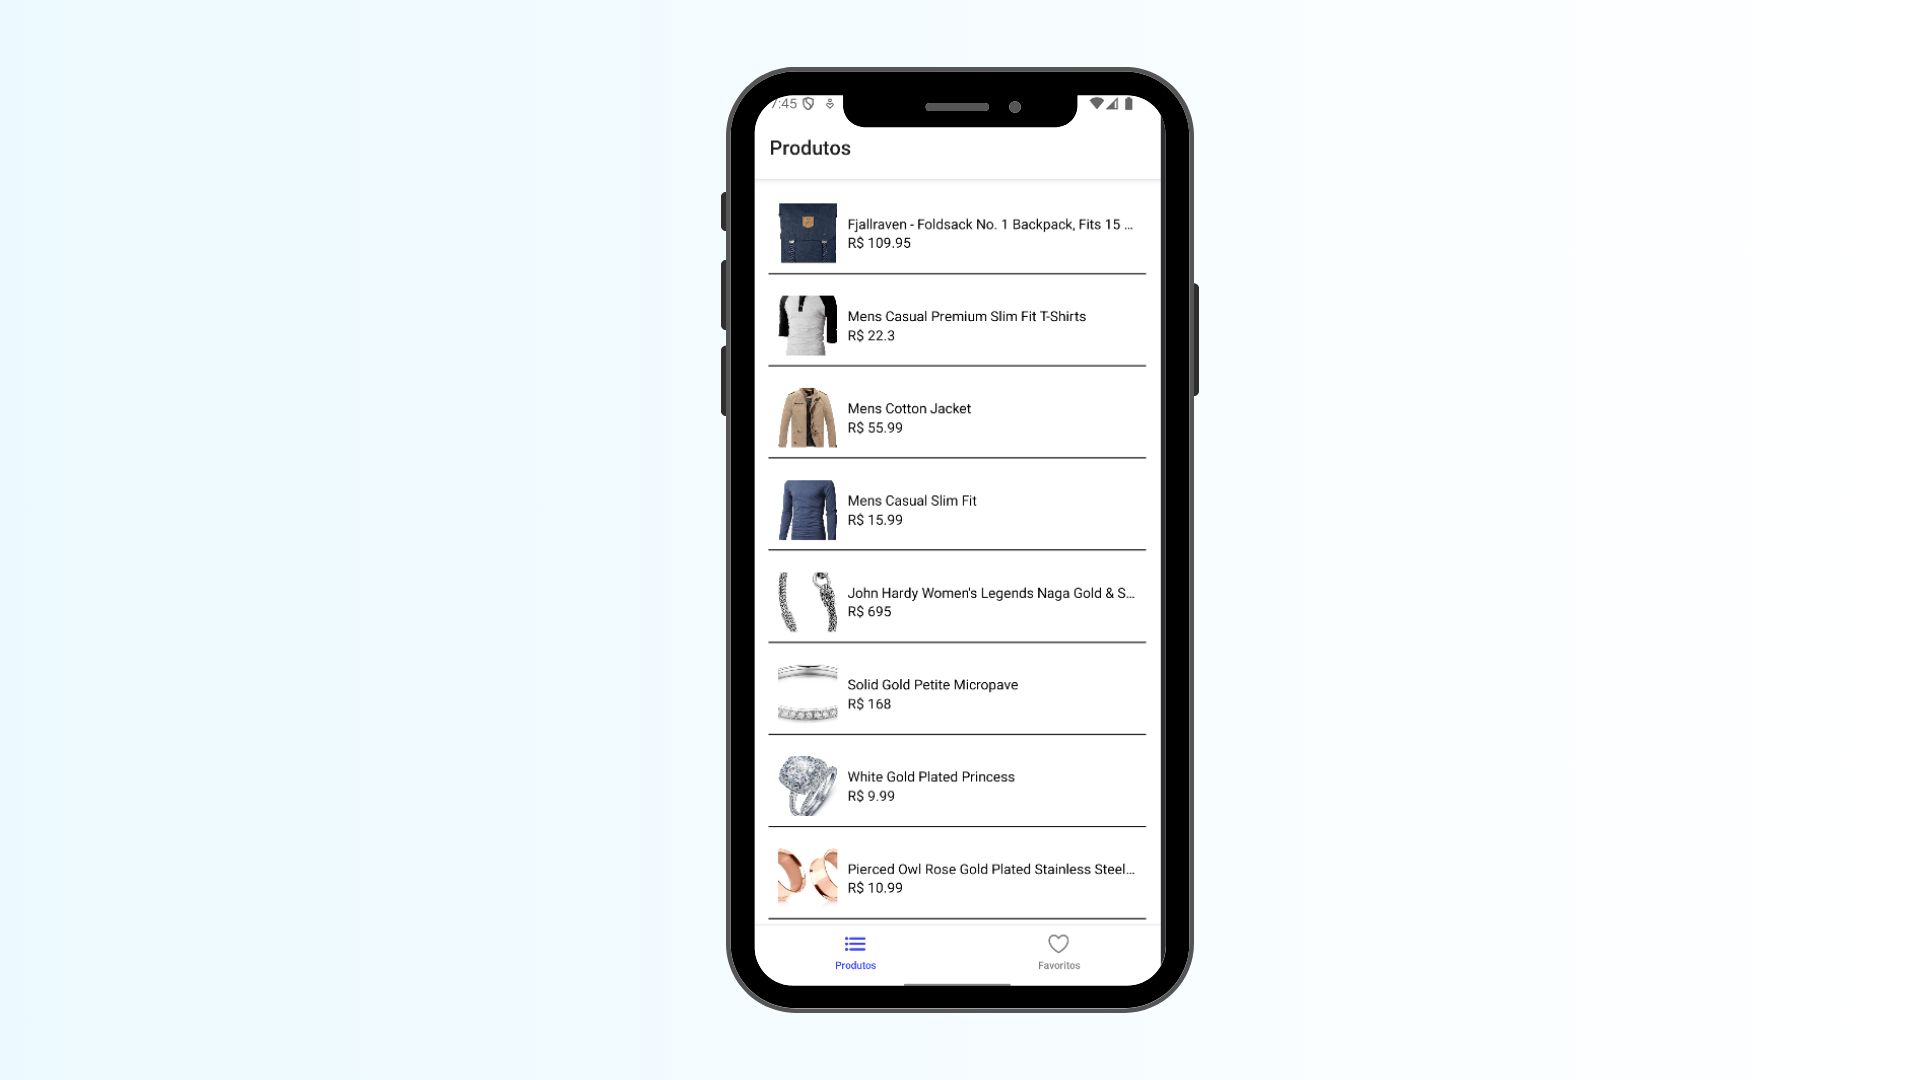 7:45
Produtos
Fjallraven - Foldsack No. 1 Backpack, Fits 15 ...
R$ 109.95
Mens Casual Premium Slim Fit T-Shirts
R$ 22.3
Mens Cotton Jacket
R$ 55.99
Mens Casual Slim Fit
R$ 15.99
John Hardy Women's Legends Naga Gold & S...
R$ 695
Solid Gold Petite Micropave
R$ 168
White Gold Plated Princess
R$ 9.99
Pierced Owl Rose Gold Plated Stainless Steel...
R$ 10.99
Produtos
Favoritos